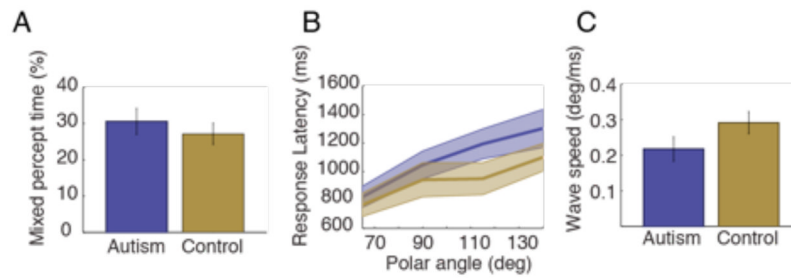 A
Mixed percept time (%)
40
30
20
10
0
Autism Control
B
Response Latency (ms)
1600
1400
1200
1000
800
600
70 90 110 130
Polar angle (deg)
C
Wave speed (deg/ms)
0.4
0.3
0.2
0.1
Autism Control